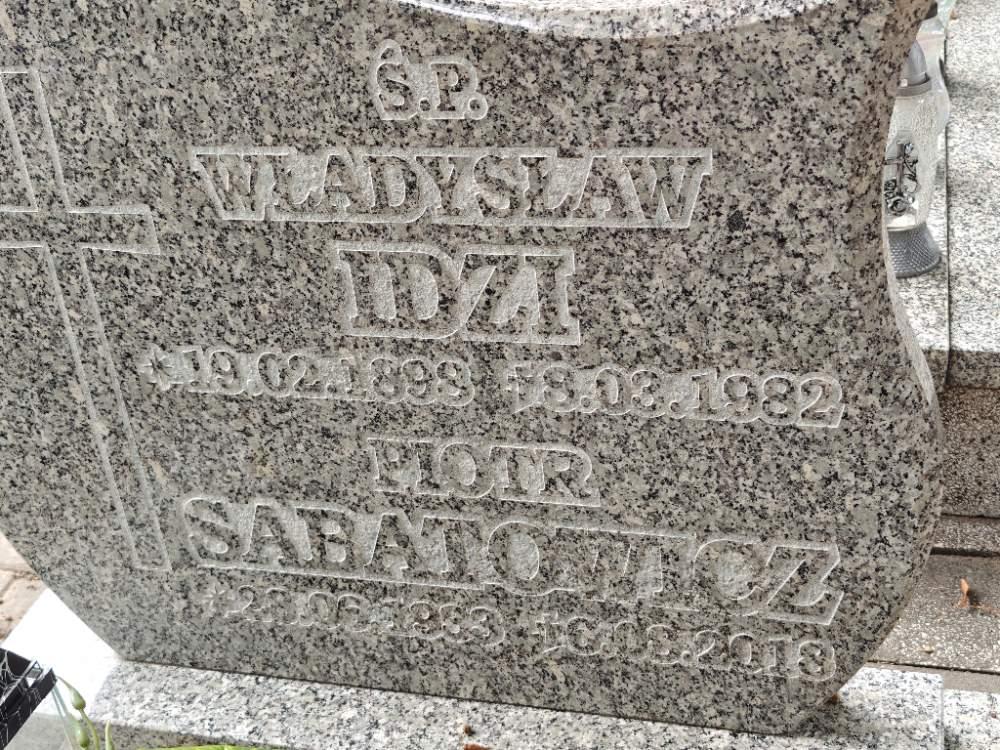 Ś.P.
WŁADYSŁAW
IDZI
*19.02.1898 †8.03.1982
PIOTR
SABATOWICZ